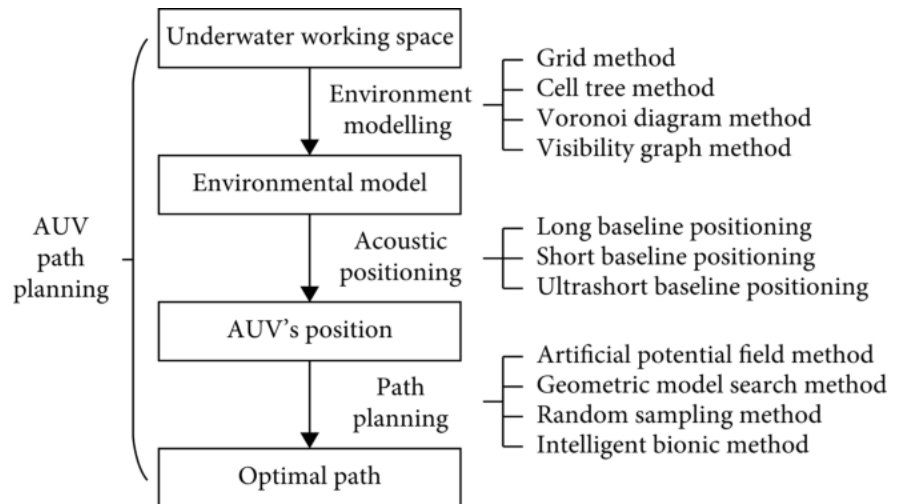 Underwater working space
Environment
modelling
Grid method
Cell tree method
Voronoi diagram method
Visibility graph method
Environmental model
AUV
path
planning
Acoustic
positioning
Long baseline positioning
Short baseline positioning
Ultrashort baseline positioning
AUV's position
Path
planning
Artificial potential field method
Geometric model search method
Random sampling method
Intelligent bionic method
Optimal path